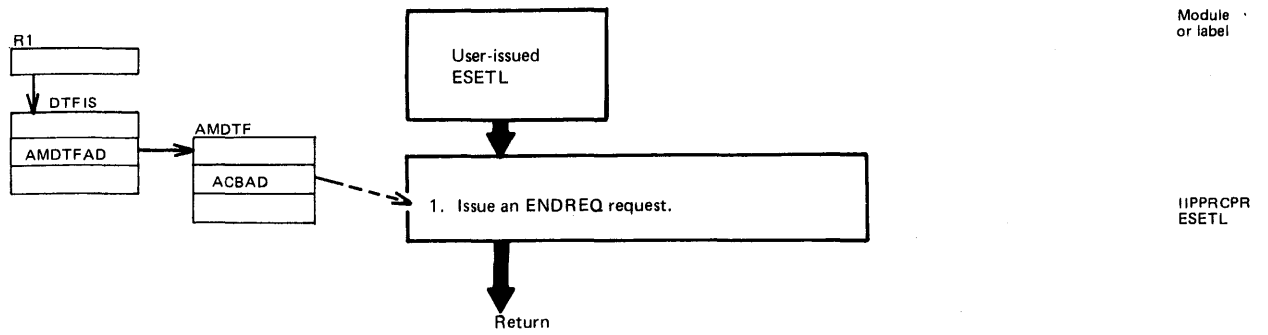 Module
or label
R1
User-issued
ESETL
DTFIS
AMDTF
AMDTFAD
ACBAD
1. Issue an ENDREQ request.
IIPPRCPR
ESETL
Return